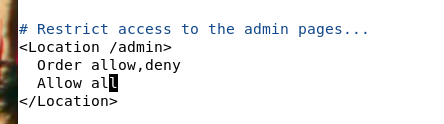 # Restrict access to the admin pages...
<Location /admin>
  Order allow,deny
  Allow all
</Location>